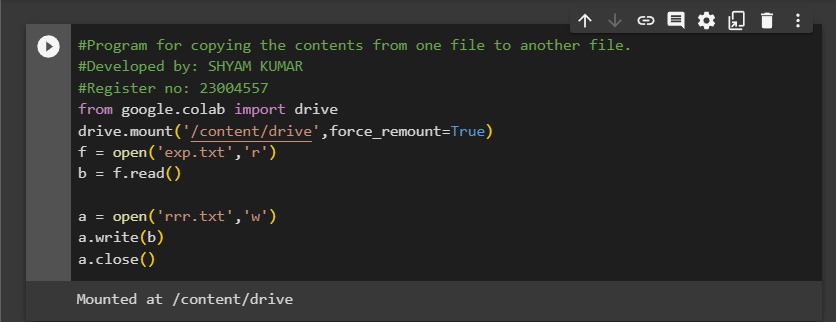 #Program for copying the contents from one file to another file.
#Developed by: SHYAM KUMAR
#Register no: 23004557
from google.colab import drive
drive.mount('/content/drive',force_remount=True)
f = open('exp.txt','r')
b = f.read()

a = open('rrr.txt','w')
a.write(b)
a.close()
Mounted at /content/drive